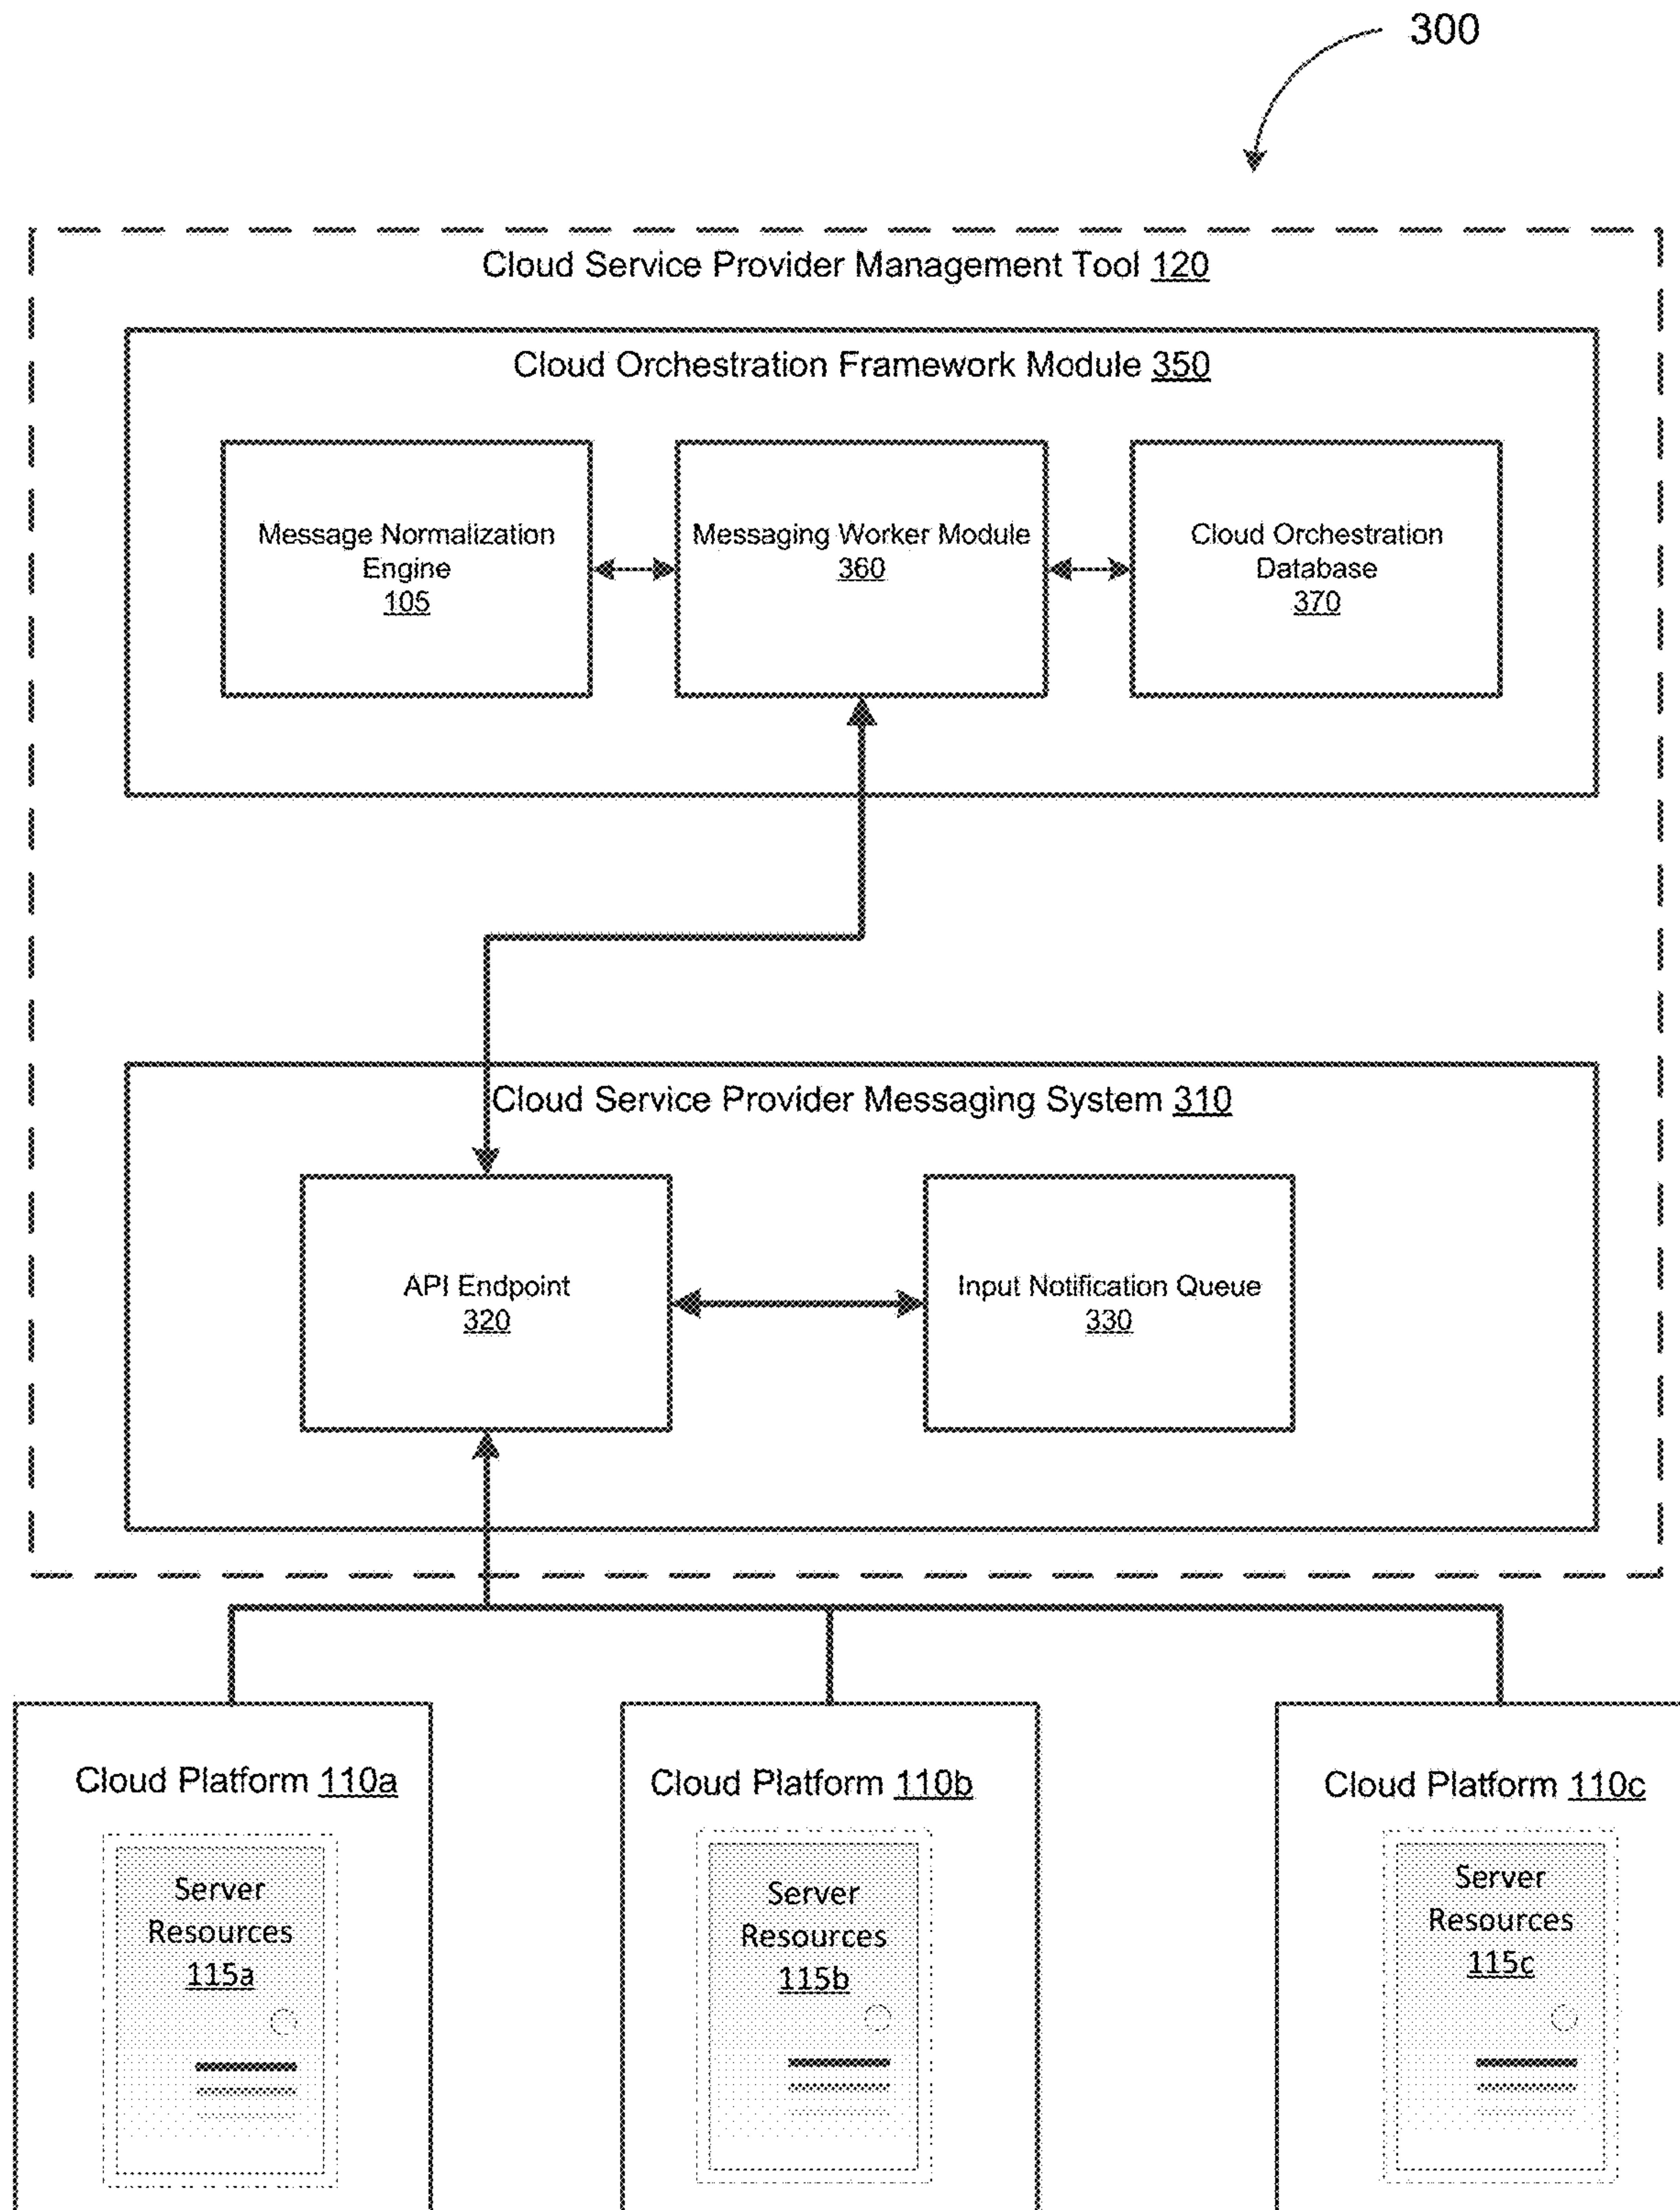 300
Cloud Service Provider Management Tool 120
Cloud Orchestration Framework Module 350
Message Normalization
Engine
105
Messaging Worker Module
360
Cloud Orchestration
Database
370
Cloud Service Provider Messaging System 310
API Endpoint
320
Input Notification Queue
330
Cloud Platform 110a
Server
Resources
115a
Cloud Platform 110b
Server
Resources
115b
Cloud Platform 110c
Server
Resources
115c